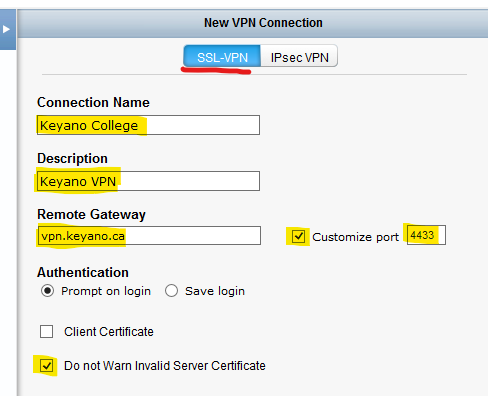 New VPN Connection
SSL-VPN IPsec VPN
Connection Name
Keyano College
Description
Keyano VPN
Remote Gateway
vpn.keyano.ca Customize port 4433
Authentication
Prompt on login Save login
Client Certificate
Do not Warn Invalid Server Certificate